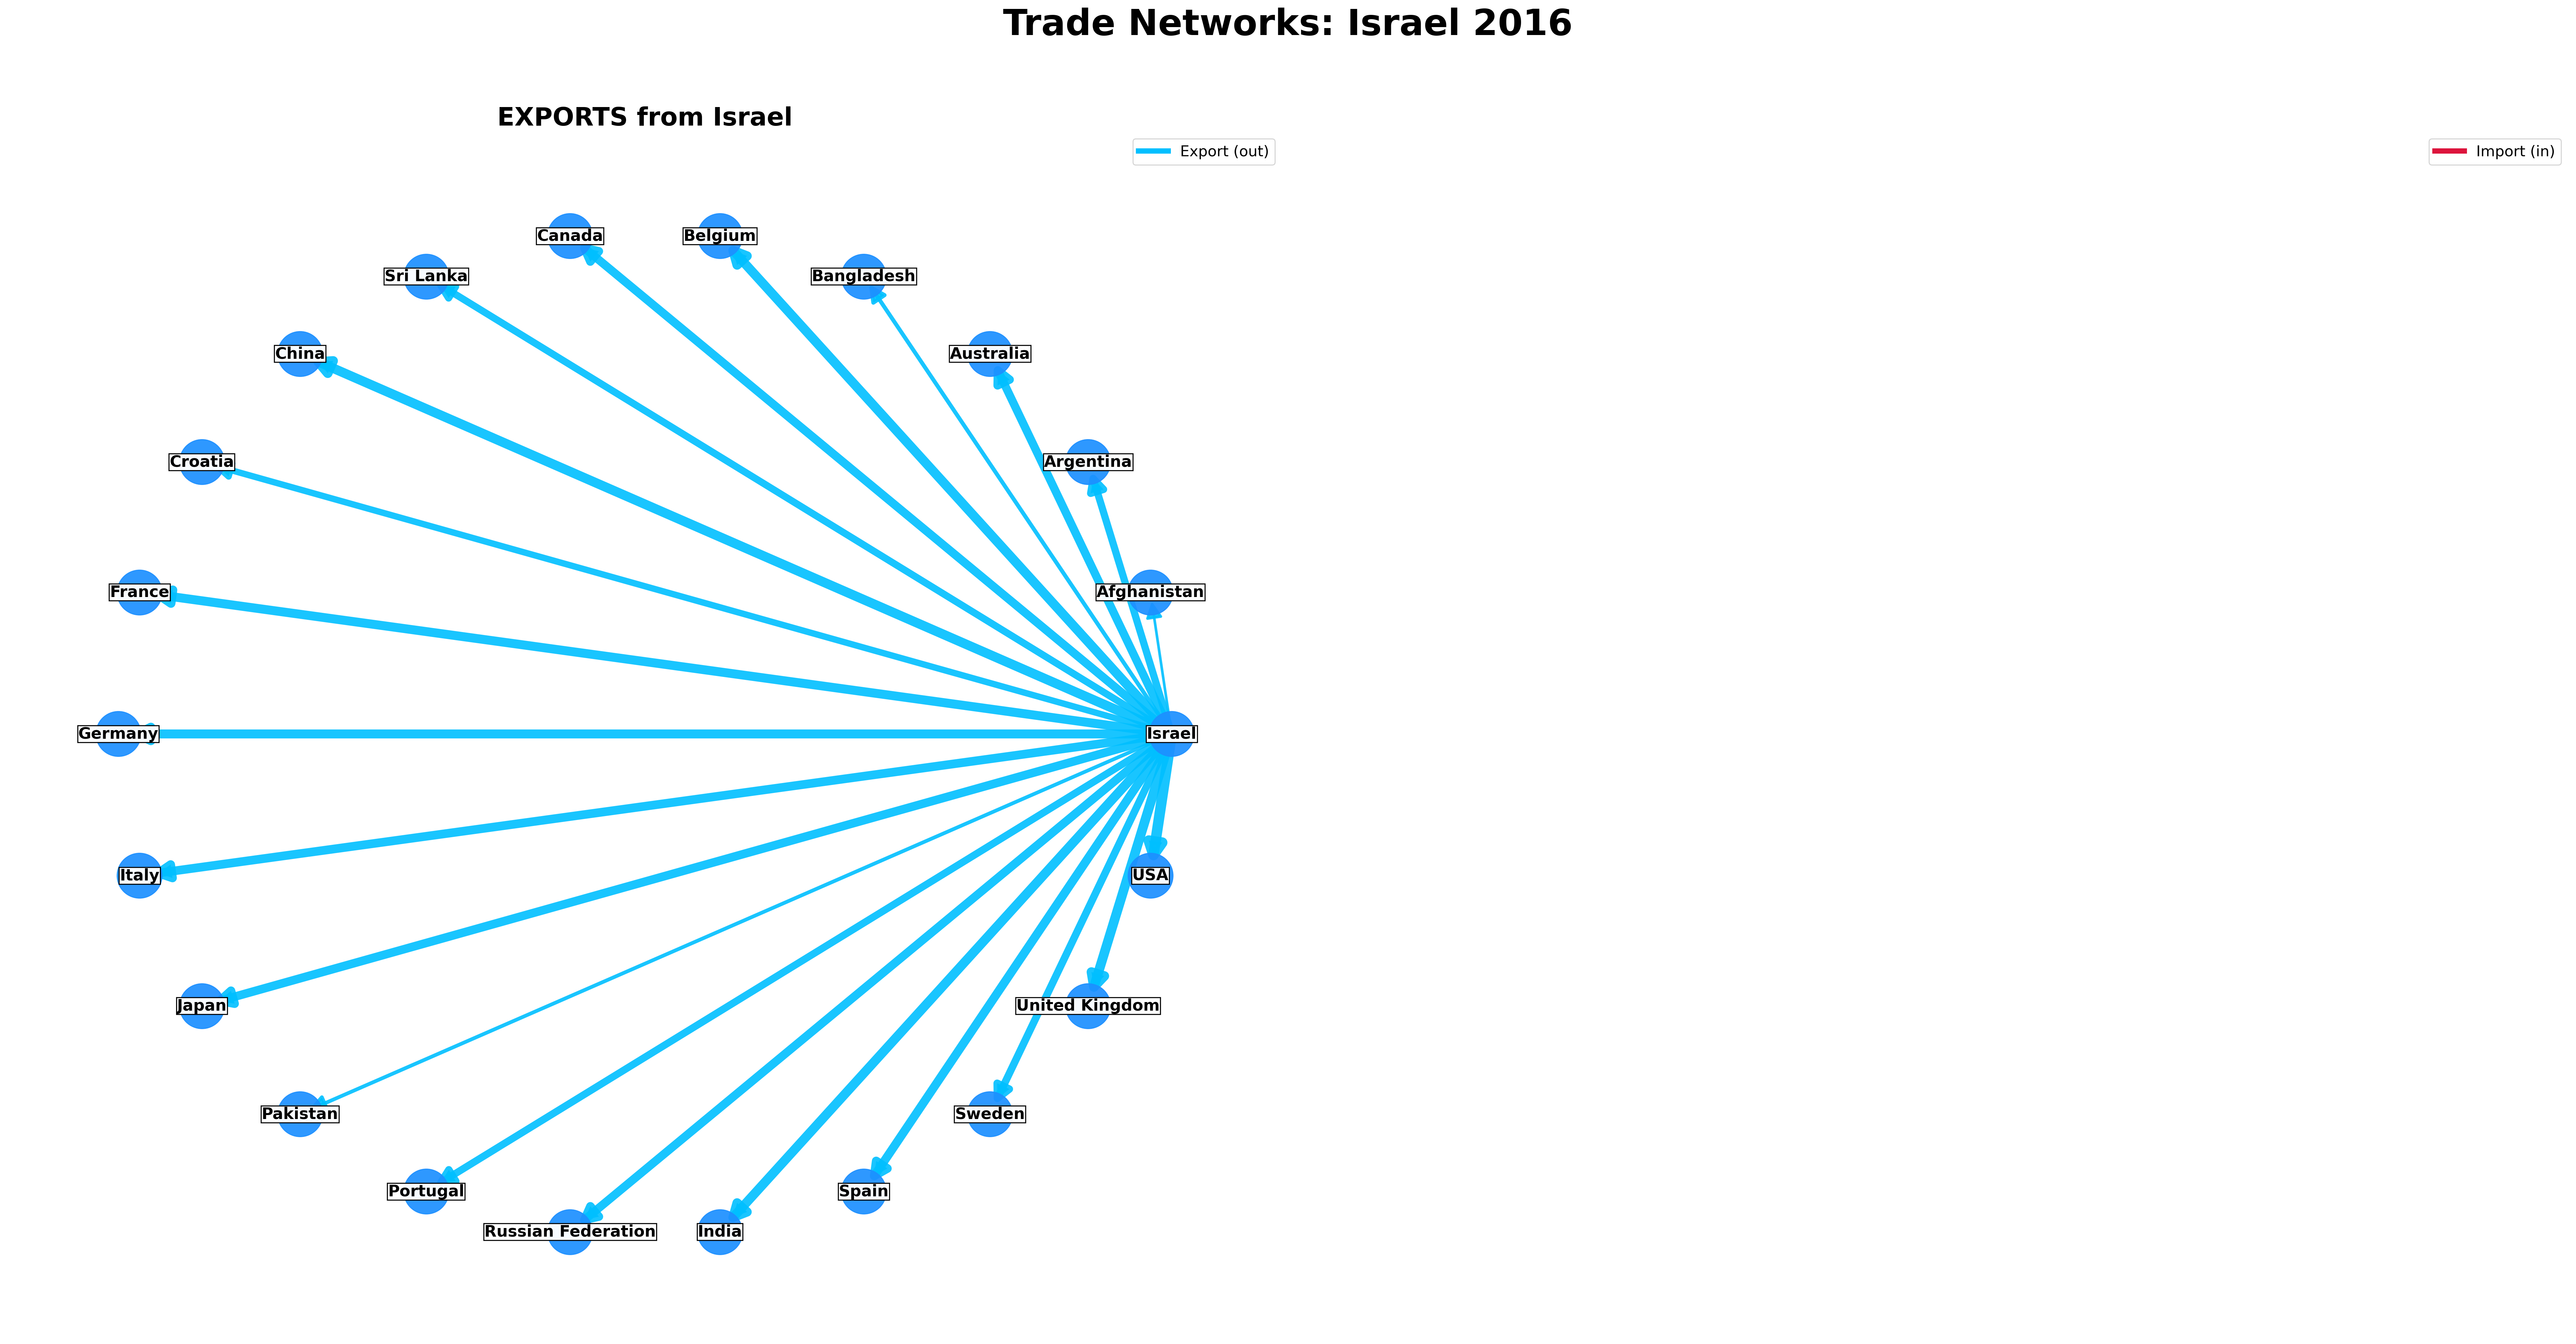 Trade Networks: Israel 2016
EXPORTS from Israel
Export (out)
Import (in)
Canada
Belgium
Sri Lanka
Bangladesh
China
Australia
Croatia
Argentina
France
Afghanistan
Germany
Israel
Italy
USA
Japan
United Kingdom
Pakistan
Sweden
Portugal
Spain
Russian Federation
India